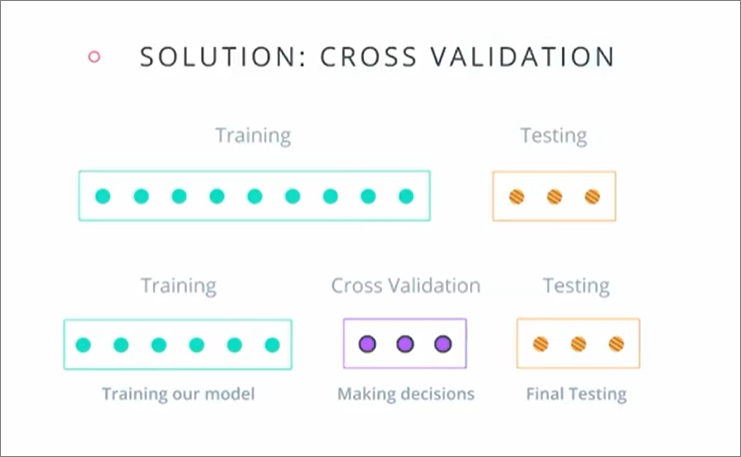 SOLUTION: CROSS VALIDATION
Training
Testing
Training
Cross Validation
Testing
Training our model
Making decisions
Final Testing